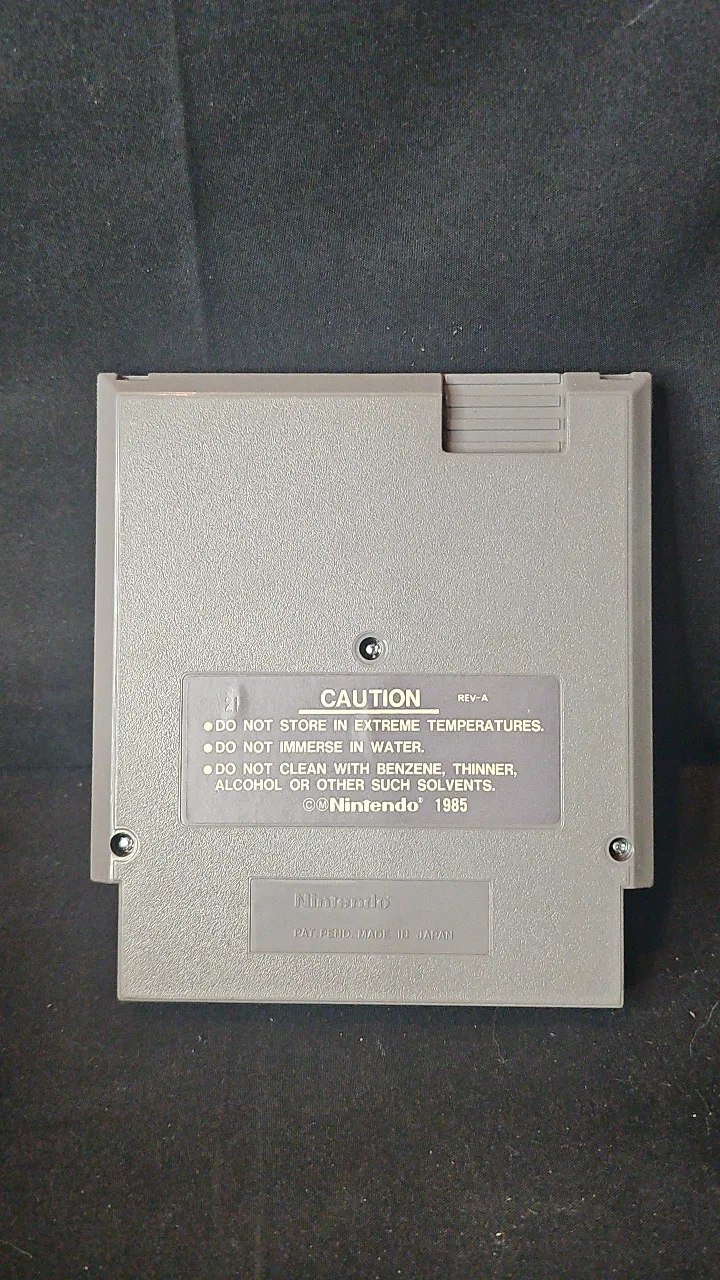 21
CAUTION REV-A
●DO NOT STORE IN EXTREME TEMPERATURES.
●DO NOT IMMERSE IN WATER.
●DO NOT CLEAN WITH BENZENE, THINNER,
ALCOHOL OR OTHER SUCH SOLVENTS.
©ⓂNintendo® 1985
Nintendo
PAT. PEND. MADE IN JAPAN